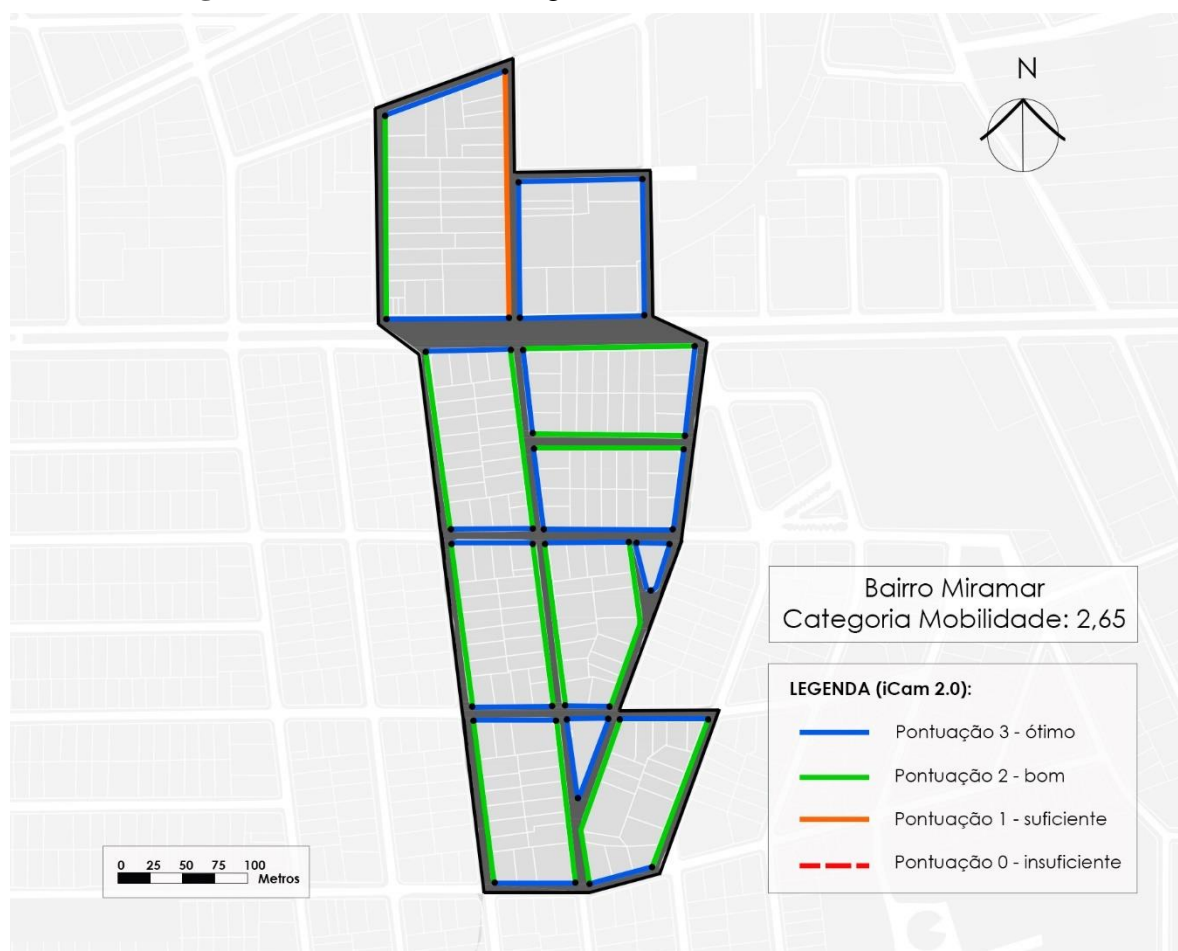 N
Bairro Miramar
Categoria Mobilidade: 2,65
LEGENDA (iCam 2.0):
Pontuação 3 - ótimo
Pontuação 2 - bom
Pontuação 1 - suficiente
Pontuação 0 - insuficiente
0 25 50 75 100
Metros